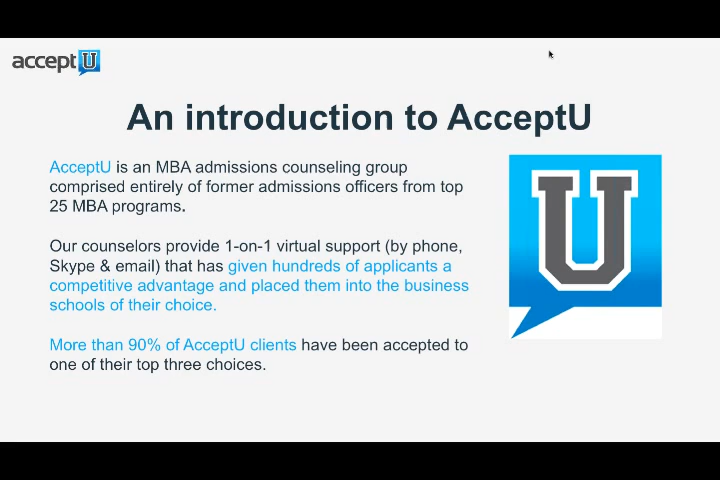 acceptU
An introduction to AcceptU
AcceptU is an MBA admissions counseling group
comprised entirely of former admissions officers from top
25 MBA programs.
Our counselors provide 1-on-1 virtual support (by phone,
Skype & email) that has given hundreds of applicants a
competitive advantage and placed them into the business
schools of their choice.
More than 90% of AcceptU clients have been accepted to
one of their top three choices.
U